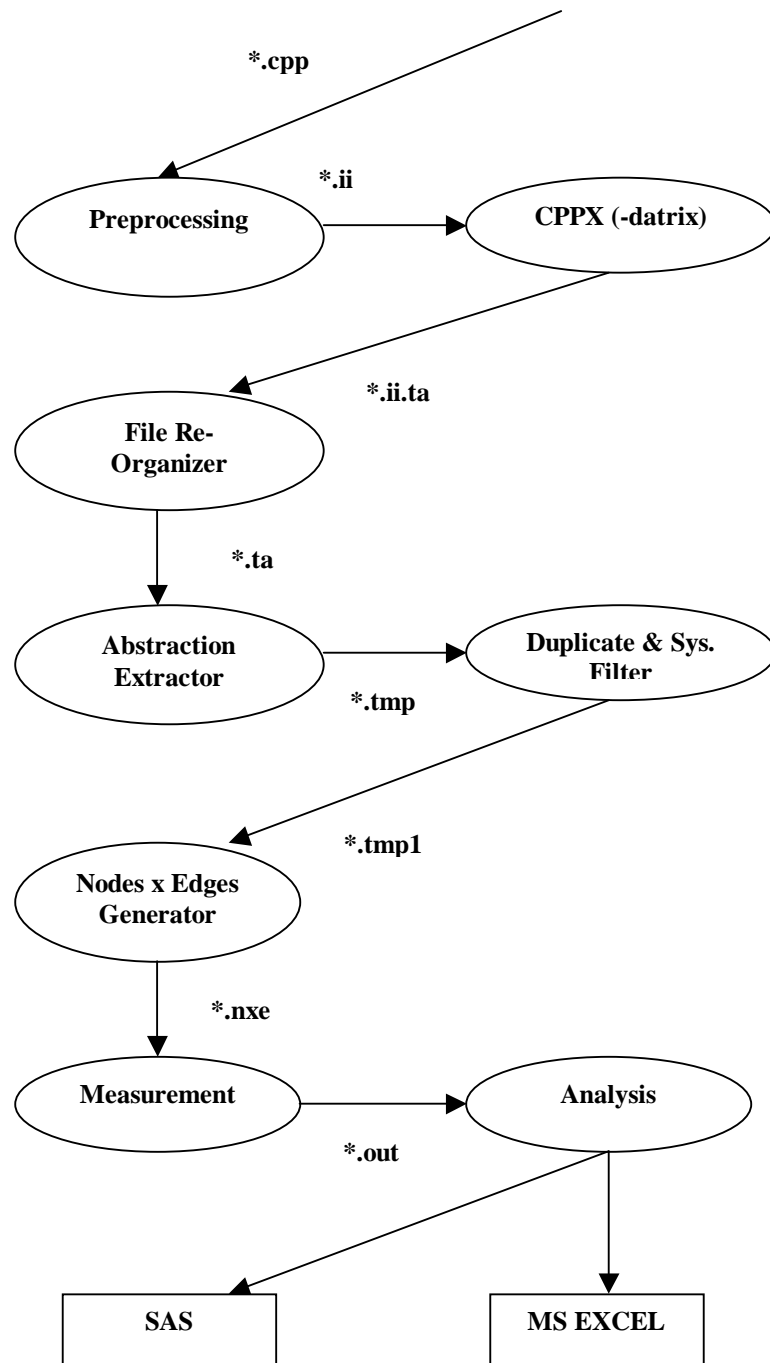 *.cpp
*.ii
Preprocessing
CPPX (-datrix)
*.ii.ta
File Re-
Organizer
*.ta
Abstraction
Extractor
Duplicate & Sys.
Filter
*.tmp
*.tmp1
Nodes x Edges
Generator
*.nxe
Measurement
Analysis
*.out
SAS
MS EXCEL